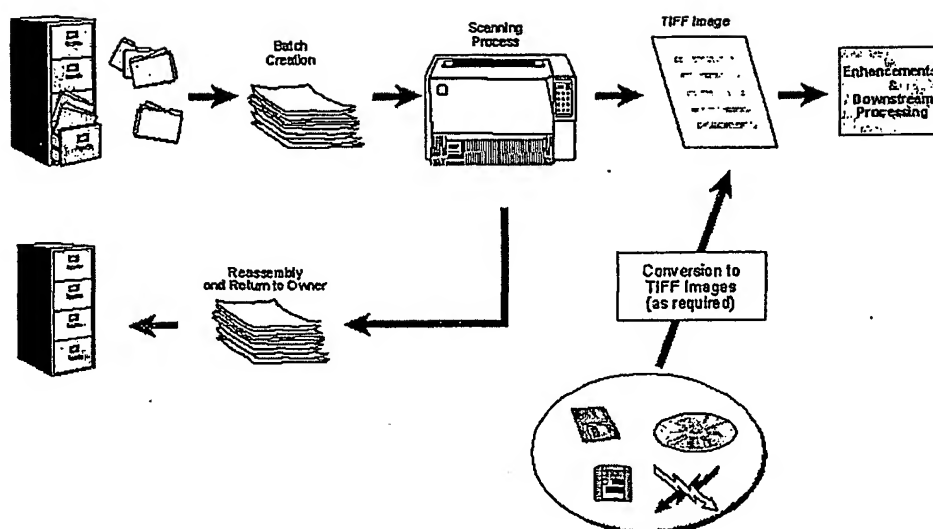 Batch
Creation
Scanning
Process
TIFF Image
Enhancements
&
Downstream
Processing
Reassembly
and Return to Owner
Conversion to
TIFF Images
(as required)